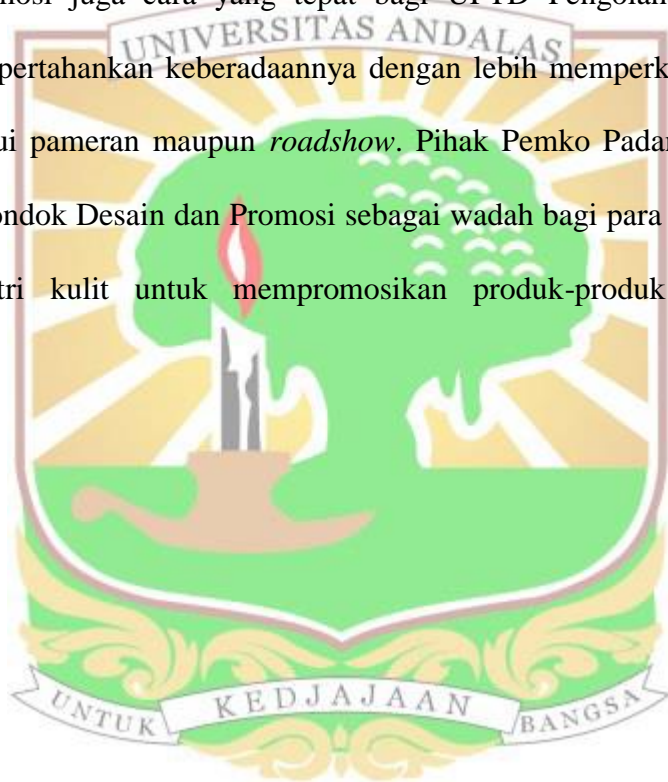 mosi juga cara yang tepat bagi UPTD Pengolah
UNIVERSITAS ANDALAS
pertahankan keberadaannya dengan lebih memperk
ui pameran maupun roadshow. Pihak Pemko Padan
ondok Desain dan Promosi sebagai wadah bagi para
tri kulit untuk mempromosikan produk-produk
UNTUK KEDJAJAAN BANGSA